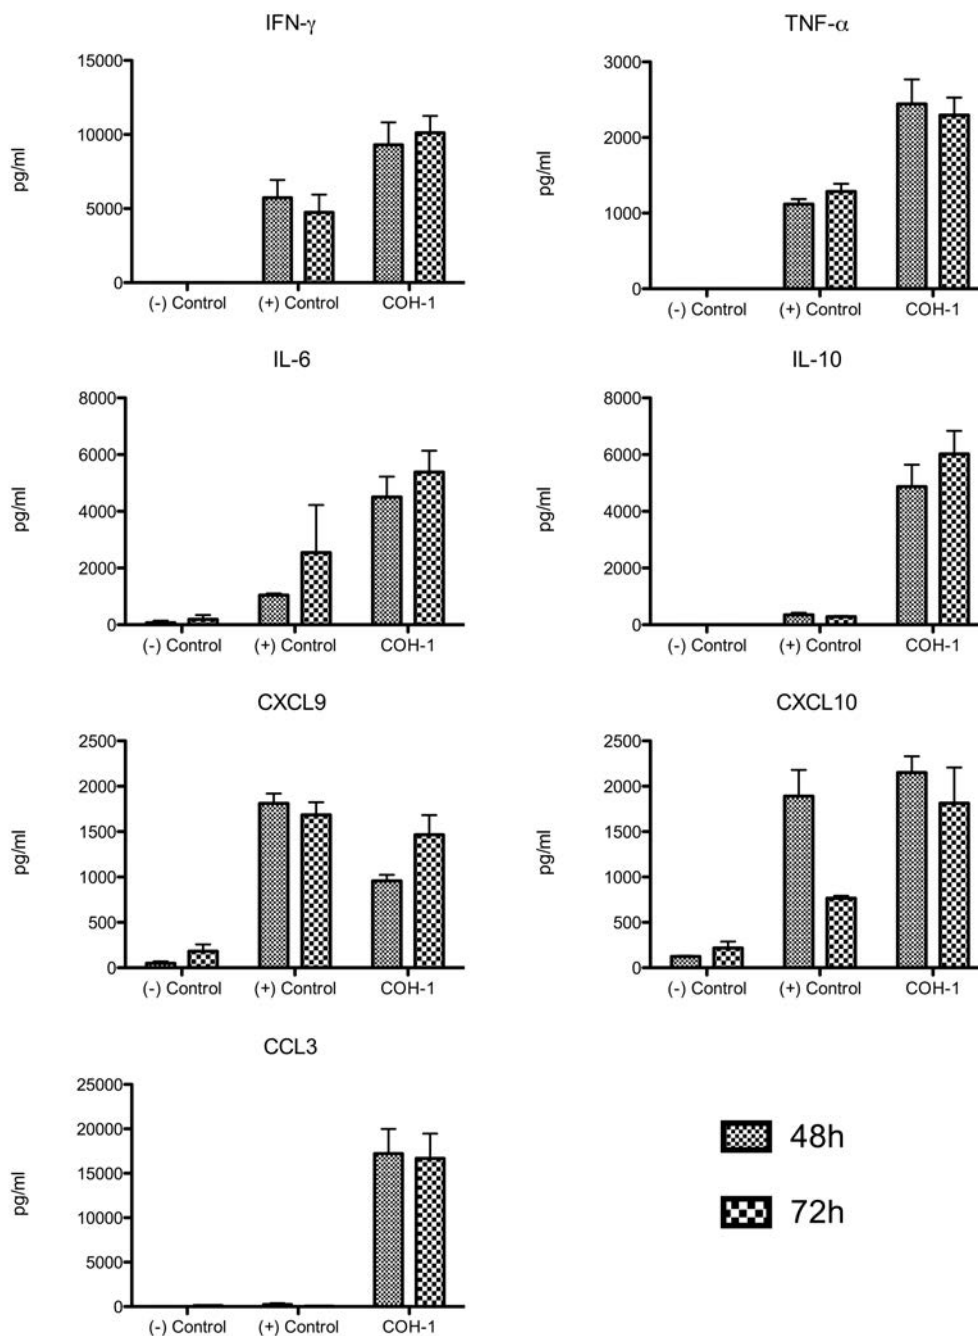 IFN-γ
pg/ml
15000
10000
5000
0
(-) Control (+) Control COH-1
TNF-α
pg/ml
3000
2000
1000
0
(-) Control (+) Control COH-1
IL-6
pg/ml
8000
6000
4000
2000
0
(-) Control (+) Control COH-1
IL-10
pg/ml
8000
6000
4000
2000
0
(-) Control (+) Control COH-1
CXCL9
pg/ml
2500
2000
1500
1000
500
0
(-) Control (+) Control COH-1
CXCL10
pg/ml
2500
2000
1500
1000
500
0
(-) Control (+) Control COH-1
CCL3
pg/ml
25000
20000
15000
10000
5000
0
(-) Control (+) Control COH-1
48h
72h